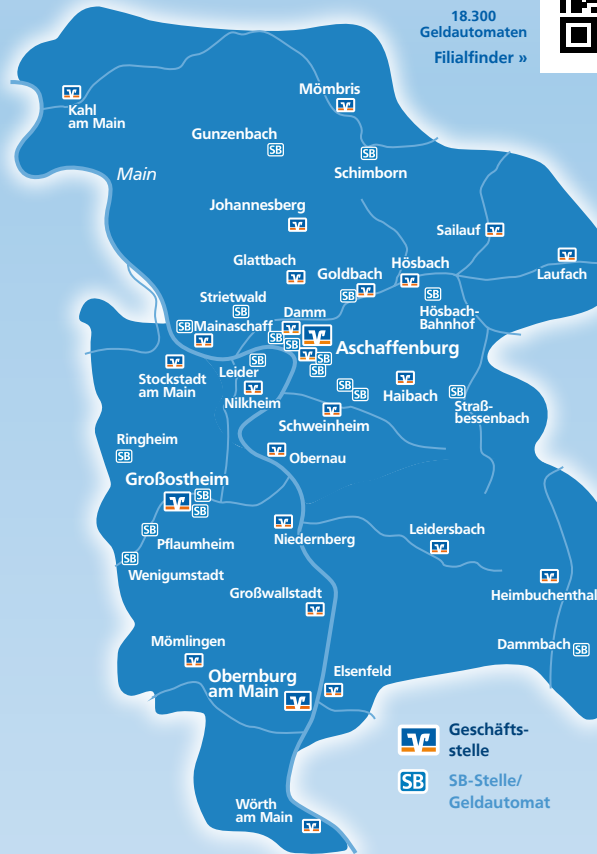 18.300
Geldautomaten
Filialfinder »
Mömbris
Kahl
am Main
Gunzenbach
SB
SB
Schimborn
Main
Johannesberg
Sailauf
Glattbach
Hösbach
Goldbach
Laufach
SB
SB
Strietwald
SB
Hösbach-
Bahnhof
Damm
SB
Mainaschaff
SB
SB
Aschaffenburg
SB
SB
SB
Leider
Stockstadt
am Main
Nilkheim
SB
SB
Haibach
SB
Straß-
bessenbach
Schweinheim
Ringheim
SB
Obernau
Großostheim
SB
SB
SB
Pflaumheim
Niedernberg
Leidersbach
SB
Wenigumstadt
Großwallstadt
Heimbuchenthal
Mömlingen
Dammbach
SB
Obernburg
am Main
Elsenfeld
Geschäfts-
stelle
SB
SB-Stelle/
Geldautomat
Wörth
am Main